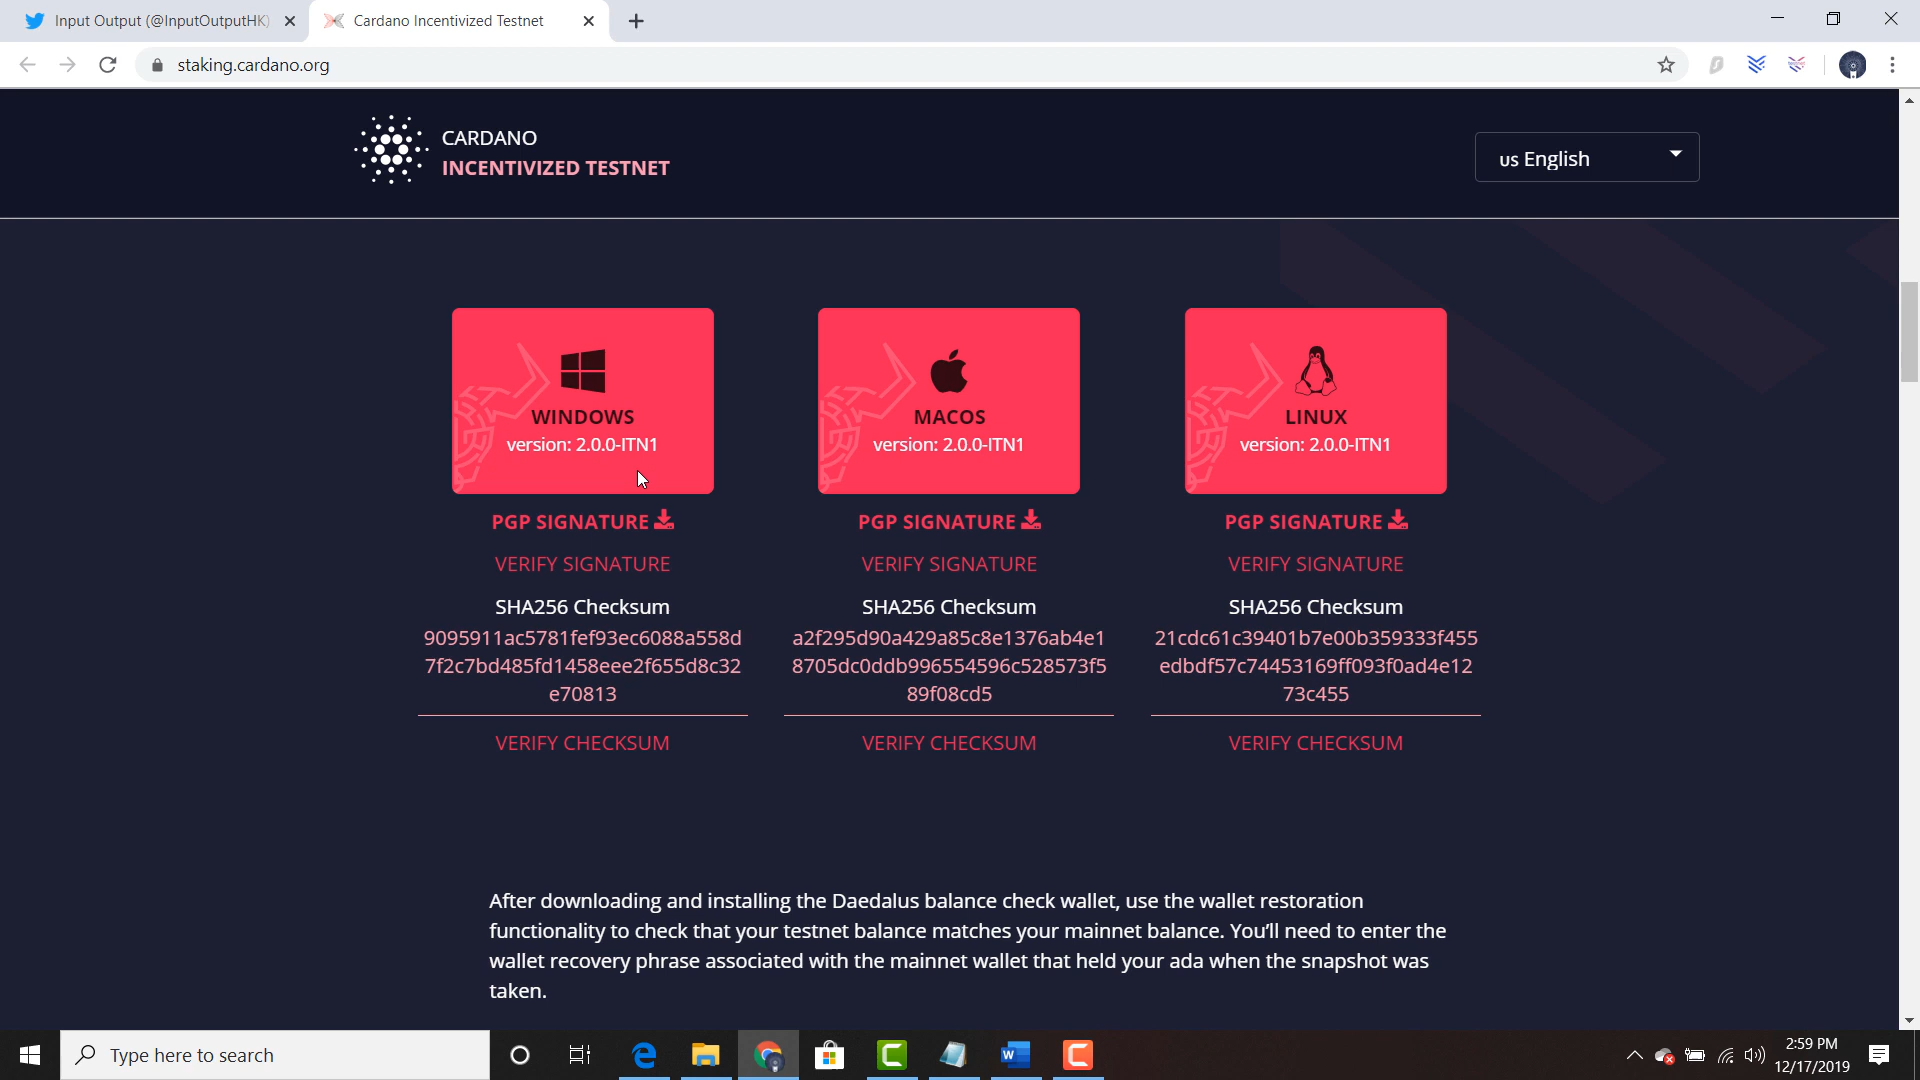 Input Output (@InputOutputHK)
Cardano Incentivized Testnet
staking.cardano.org
CARDANO
INCENTIVIZED TESTNET
us English
WINDOWS
version: 2.0.0-ITN1
PGP SIGNATURE
VERIFY SIGNATURE
SHA256 Checksum
9095911ac5781fef93ec6088a558d
7f2c7bd485fd1458eee2f655d8c32
e70813
VERIFY CHECKSUM
MACOS
version: 2.0.0-ITN1
PGP SIGNATURE
VERIFY SIGNATURE
SHA256 Checksum
a2f295d90a429a85c8e1376ab4e1
8705dc0ddb996554596c528573f5
89f08cd5
VERIFY CHECKSUM
LINUX
version: 2.0.0-ITN1
PGP SIGNATURE
VERIFY SIGNATURE
SHA256 Checksum
21cdc61c39401b7e00b359333f455
edbdf57c74453169ff093f0ad4e12
73c455
VERIFY CHECKSUM
After downloading and installing the Daedalus balance check wallet, use the wallet restoration
functionality to check that your testnet balance matches your mainnet balance. You’ll need to enter the
wallet recovery phrase associated with the mainnet wallet that held your ada when the snapshot was
taken.
Type here to search
2:59 PM
12/17/2019